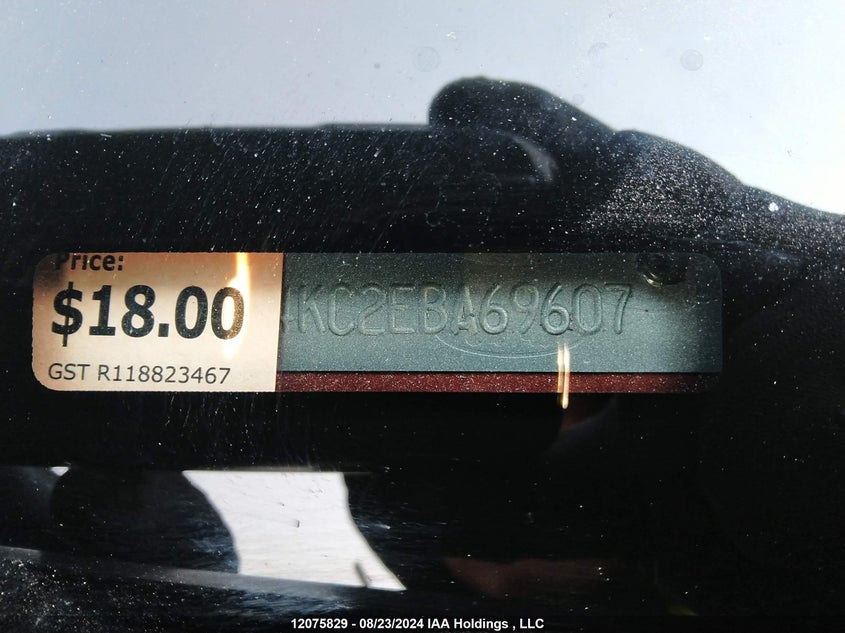 Price:
$18.00
GST R118823467
KC2EBA69607
12075829 - 08/23/2024 IAA Holdings , LLC